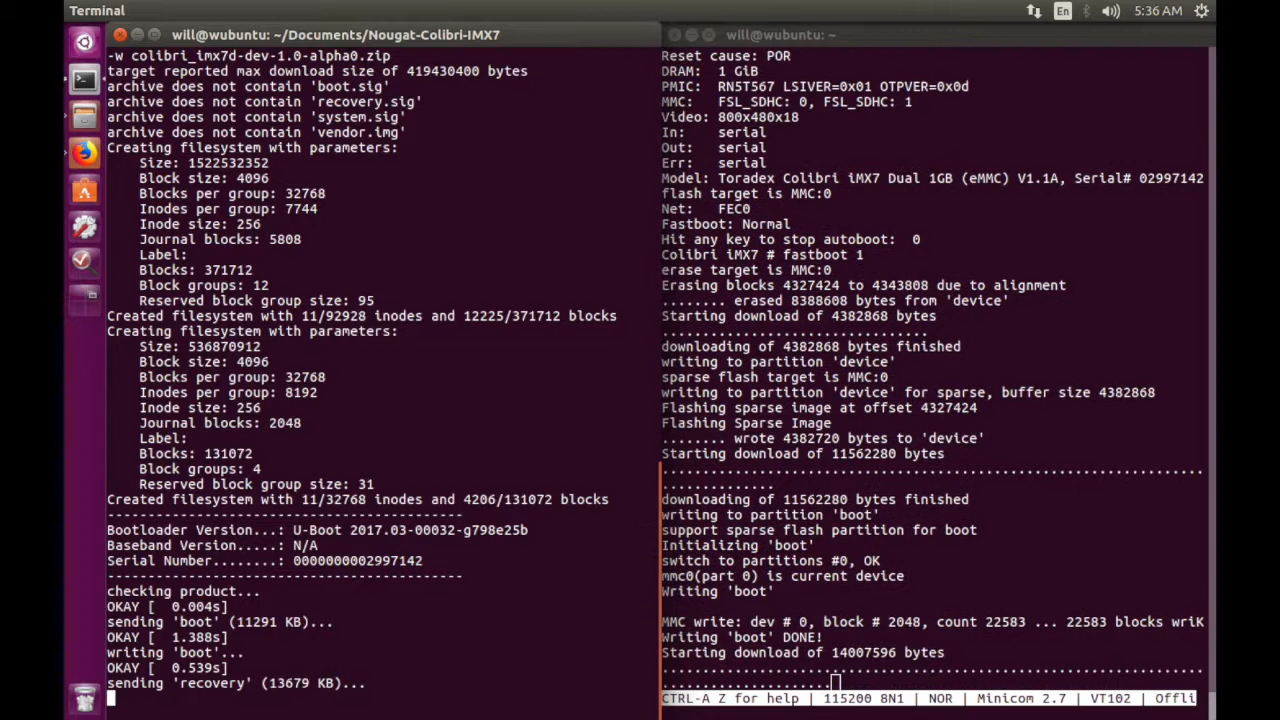 Terminal
En
5:36 AM
will@wubuntu: ~/Documents/Nougat-Colibri-IMX7
-w colibri_imx7d-dev-1.0-alpha0.zip
target reported max download size of 419430400 bytes
archive does not contain 'boot.sig'
archive does not contain 'recovery.sig'
archive does not contain 'system.sig'
archive does not contain 'vendor.img'
Creating filesystem with parameters:
    Size: 1522532352
    Block size: 4096
    Blocks per group: 32768
    Inodes per group: 7744
    Inode size: 256
    Journal blocks: 5808
    Label:
    Blocks: 371712
    Block groups: 12
    Reserved block group size: 95
Created filesystem with 11/92928 inodes and 12225/371712 blocks
Creating filesystem with parameters:
    Size: 536870912
    Block size: 4096
    Blocks per group: 32768
    Inodes per group: 8192
    Inode size: 256
    Journal blocks: 2048
    Label:
    Blocks: 131072
    Block groups: 4
    Reserved block group size: 31
Created filesystem with 11/32768 inodes and 4206/131072 blocks
--------------------------------------------
Bootloader Version...: U-Boot 2017.03-00032-g798e25b
Baseband Version.....: N/A
Serial Number........: 0000000002997142
--------------------------------------------
checking product...
OKAY [  0.004s]
sending 'boot' (11291 KB)...
OKAY [  1.388s]
writing 'boot'...
OKAY [  0.539s]
sending 'recovery' (13679 KB)...
will@wubuntu: ~
Reset cause: POR
DRAM:  1 GiB
PMIC:  RN5T567 LSIVER=0x01 OTPVER=0x0d
MMC:   FSL_SDHC: 0, FSL_SDHC: 1
Video: 800x480x18
In:    serial
Out:   serial
Err:   serial
Model: Toradex Colibri iMX7 Dual 1GB (eMMC) V1.1A, Serial# 02997142
flash target is MMC:0
Net:   FEC0
Fastboot: Normal
Hit any key to stop autoboot:  0
Colibri iMX7 # fastboot 1
erase target is MMC:0
Erasing blocks 4327424 to 4343808 due to alignment
........ erased 8388608 bytes from 'device'
Starting download of 4382868 bytes
.................................
downloading of 4382868 bytes finished
writing to partition 'device'
sparse flash target is MMC:0
writing to partition 'device' for sparse, buffer size 4382868
Flashing sparse image at offset 4327424
Flashing Sparse Image
........ wrote 4382720 bytes to 'device'
Starting download of 11562280 bytes
...................................................................
..............
downloading of 11562280 bytes finished
writing to partition 'boot'
support sparse flash partition for boot
Initializing 'boot'
switch to partitions #0, OK
mmc0(part 0) is current device
Writing 'boot'
MMC write: dev # 0, block # 2048, count 22583 ... 22583 blocks wriK
Writing 'boot' DONE!
Starting download of 14007596 bytes
...................................................................
.....................
CTRL-A Z for help | 115200 8N1 | NOR | Minicom 2.7 | VT102 | Offli